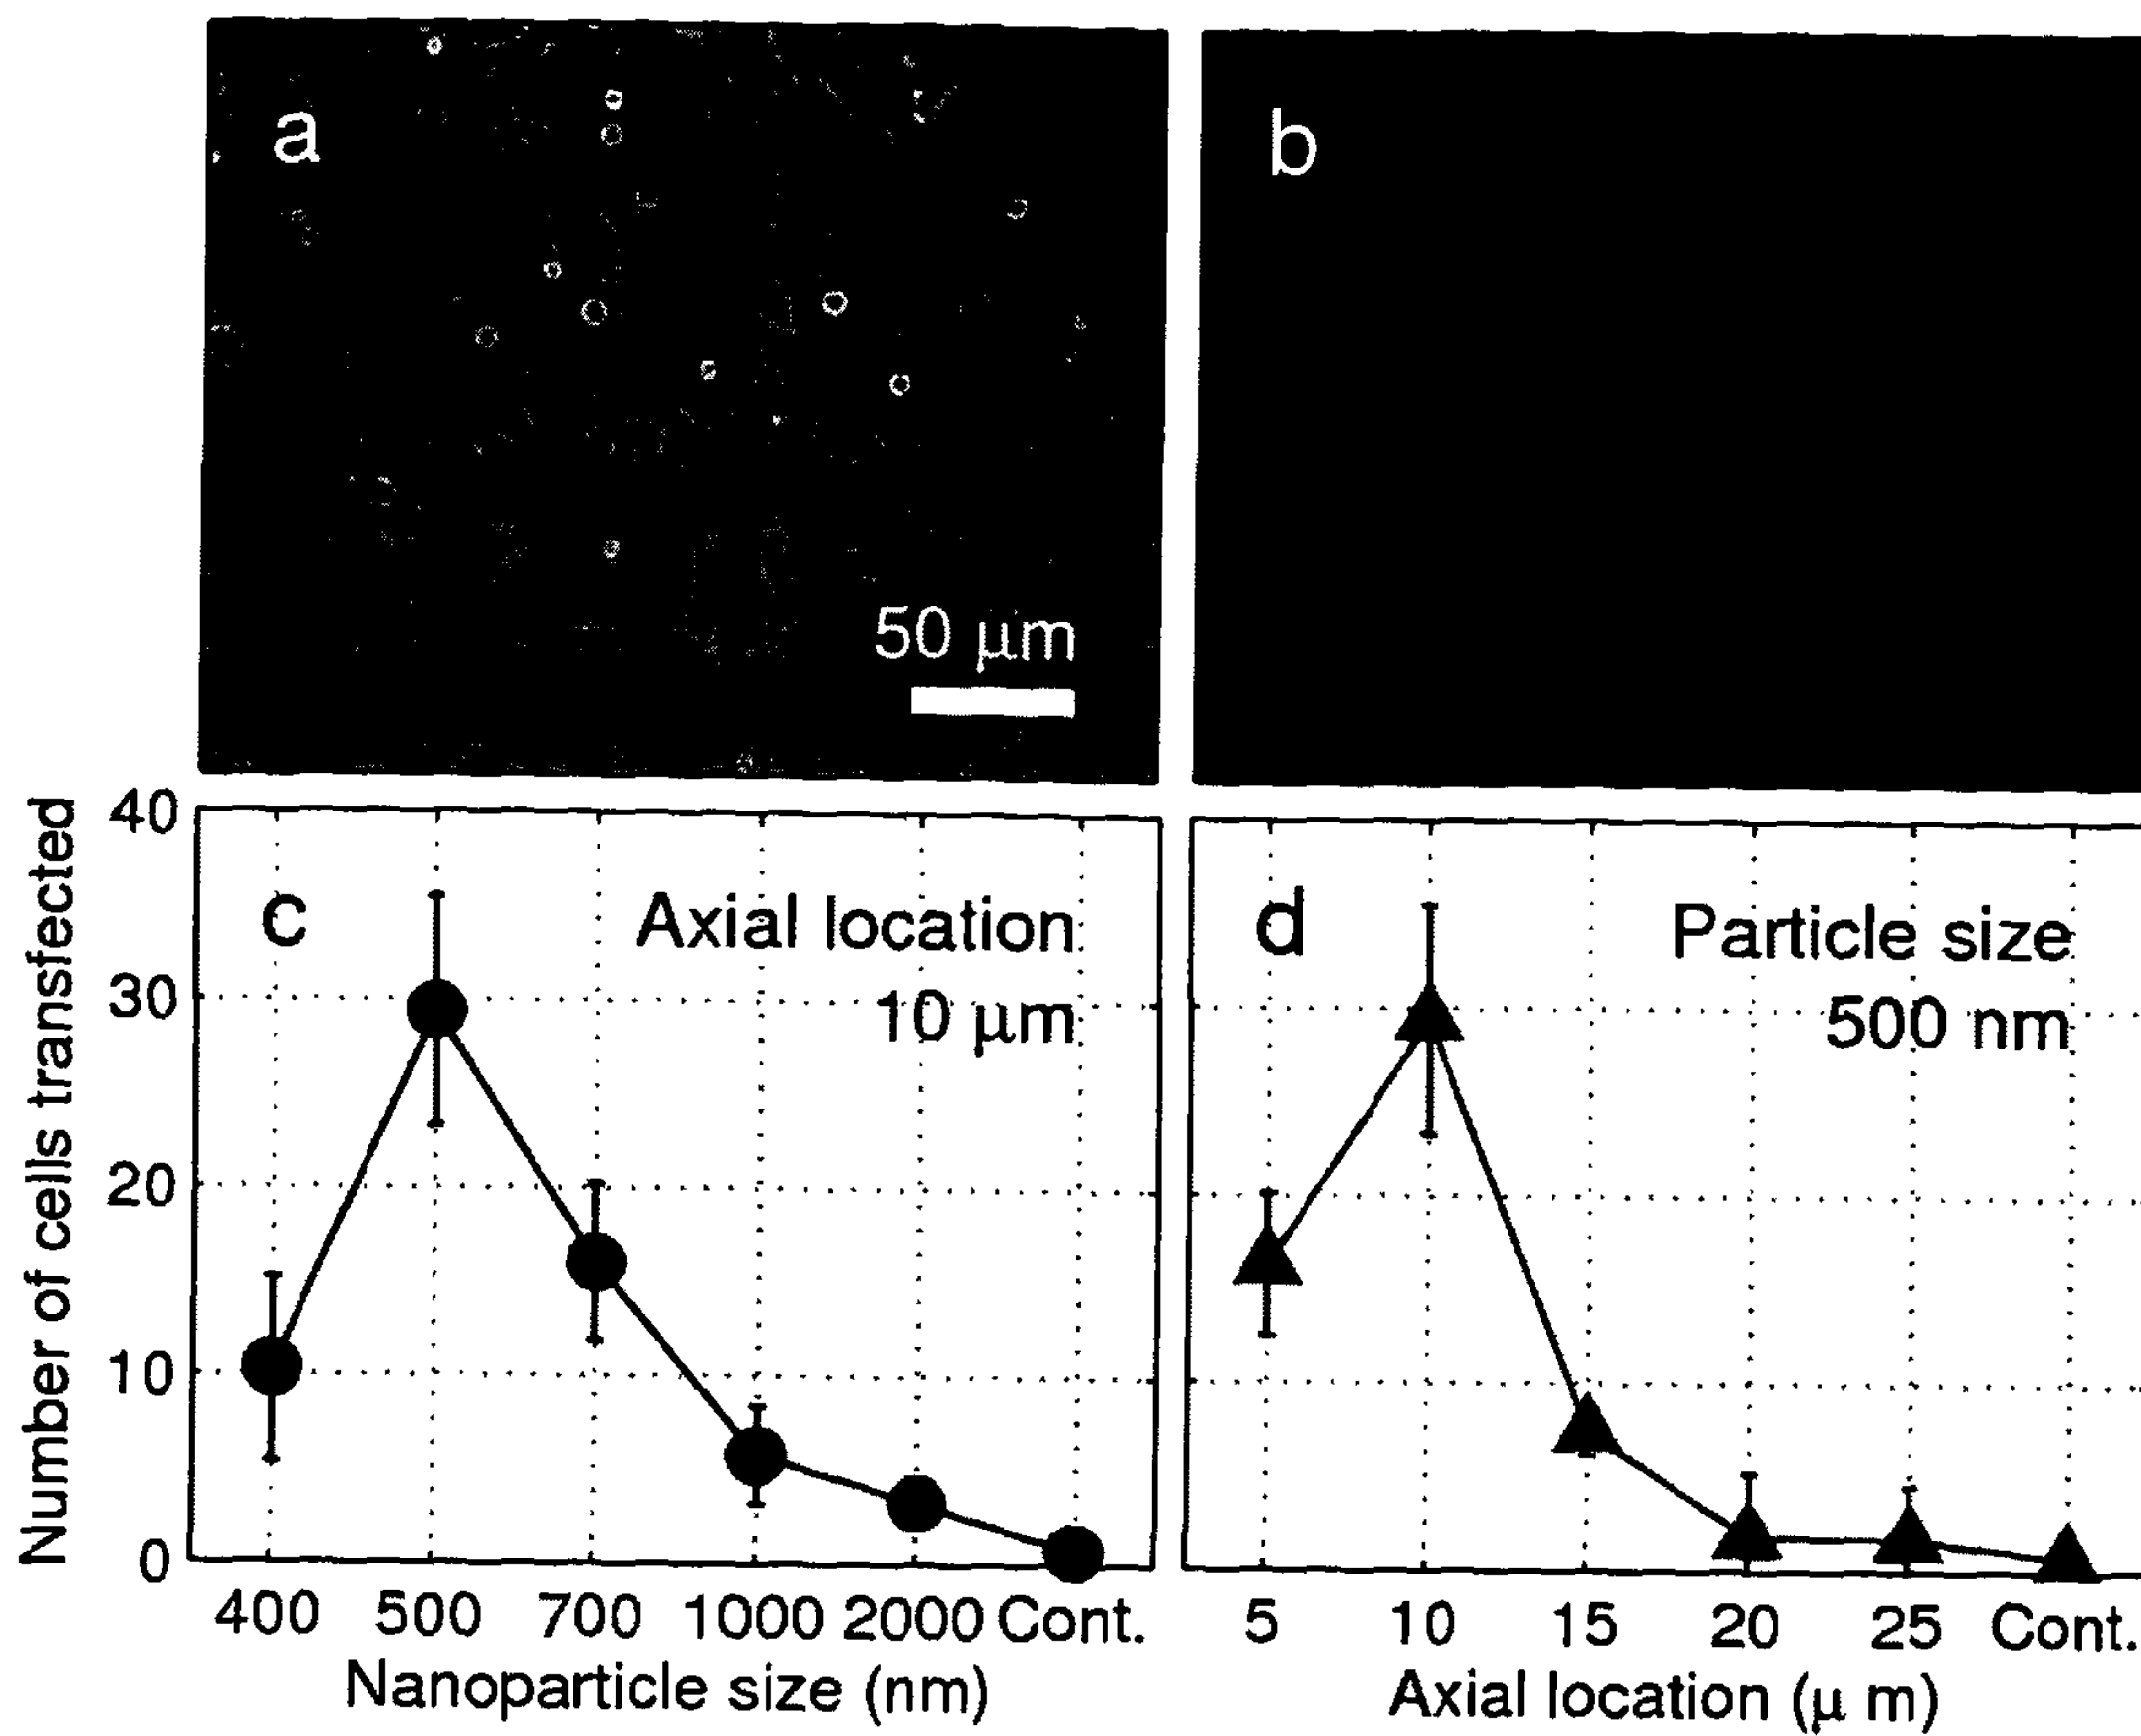 a
50 μm
b
Number of cells transfected
40
30
20
10
0
c
Axial location
10 μm
400 500 700 1000 2000 Cont.
Nanoparticle size (nm)
d
Particle size
500 nm
5 10 15 20 25 Cont.
Axial location (μ m)